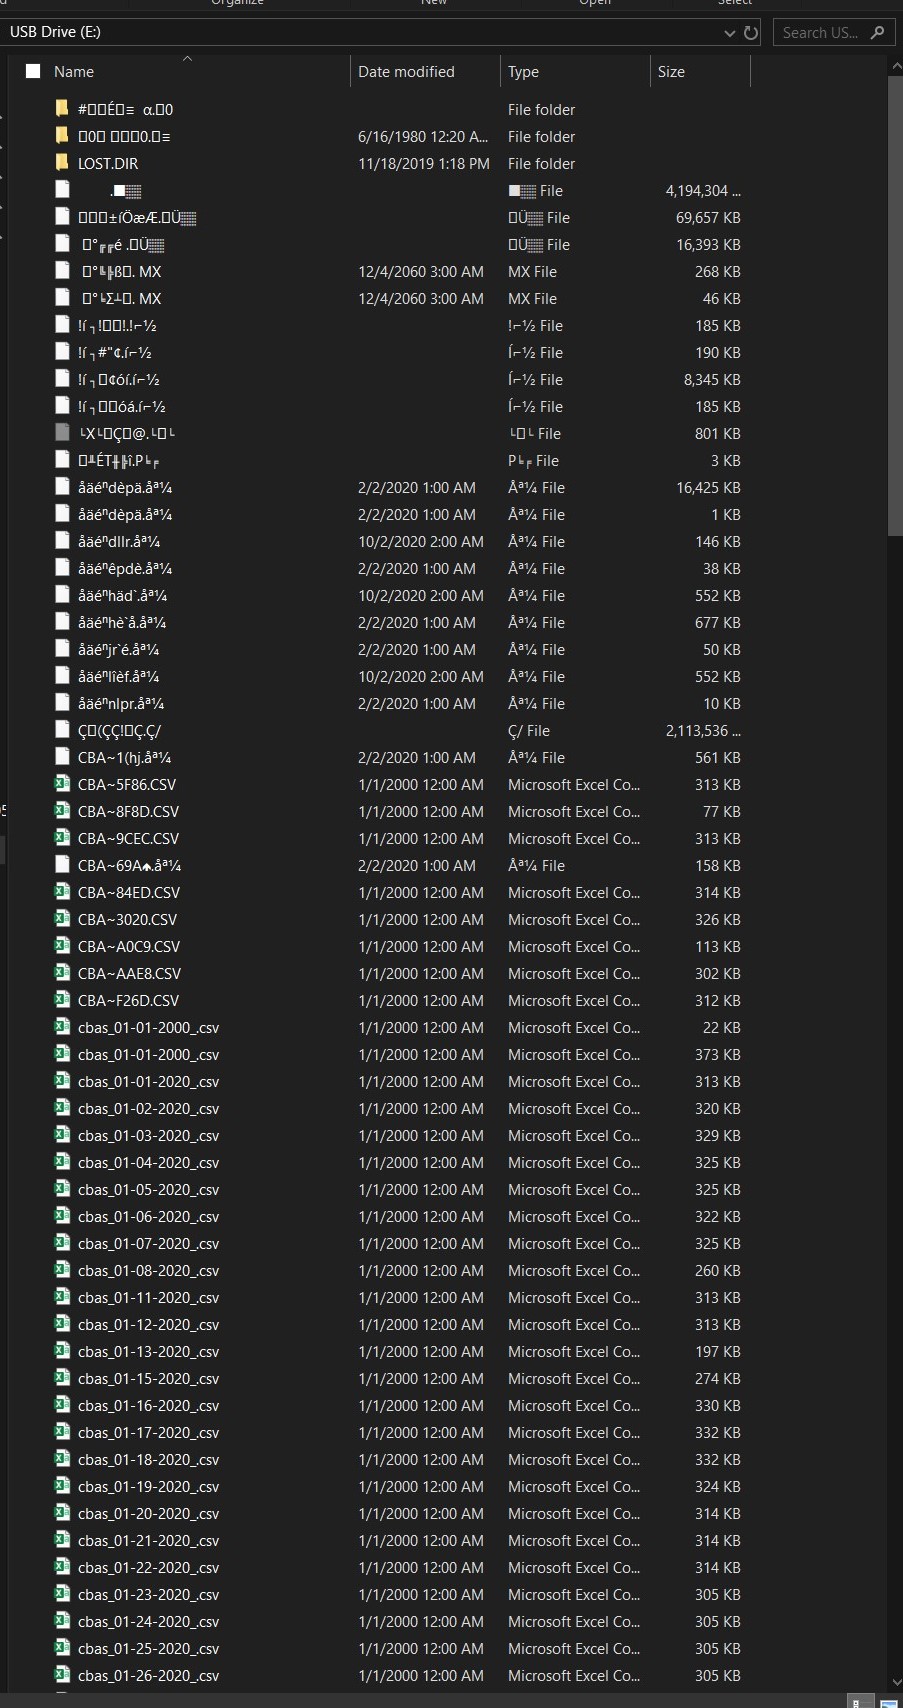 Organize New Open Select
USB Drive (E:) Search US...
Name Date modified Type Size
File folder
6/16/1980 12:20 A... File folder
LOST.DIR 11/18/2019 1:18 PM File folder
File 4,194,304 ...
File 69,657 KB
File 16,393 KB
MX 12/4/2060 3:00 AM MX File 268 KB
MX 12/4/2060 3:00 AM MX File 46 KB
!⌐½ File 185 KB
Í⌐½ File 190 KB
Í⌐½ File 8,345 KB
Í⌐½ File 185 KB
File 801 KB
File 3 KB
åäéⁿdèpä.åª¼ 2/2/2020 1:00 AM Åª¼ File 16,425 KB
åäéⁿdèpä.åª¼ 2/2/2020 1:00 AM Åª¼ File 1 KB
åäéⁿdllr.åª¼ 10/2/2020 2:00 AM Åª¼ File 146 KB
åäéⁿêpdè.åª¼ 2/2/2020 1:00 AM Åª¼ File 38 KB
åäéⁿhäd`.åª¼ 10/2/2020 2:00 AM Åª¼ File 552 KB
åäéⁿhè`å.åª¼ 2/2/2020 1:00 AM Åª¼ File 677 KB
åäéⁿjr`é.åª¼ 2/2/2020 1:00 AM Åª¼ File 50 KB
åäéⁿlîèf.åª¼ 10/2/2020 2:00 AM Åª¼ File 552 KB
åäéⁿnlpr.åª¼ 2/2/2020 1:00 AM Åª¼ File 10 KB
Ç/ File 2,113,536 ...
CBA~1(hj.åª¼ 2/2/2020 1:00 AM Åª¼ File 561 KB
CBA~5F86.CSV 1/1/2000 12:00 AM Microsoft Excel Co... 313 KB
CBA~8F8D.CSV 1/1/2000 12:00 AM Microsoft Excel Co... 77 KB
CBA~9CEC.CSV 1/1/2000 12:00 AM Microsoft Excel Co... 313 KB
CBA~69A♠.åª¼ 2/2/2020 1:00 AM Åª¼ File 158 KB
CBA~84ED.CSV 1/1/2000 12:00 AM Microsoft Excel Co... 314 KB
CBA~3020.CSV 1/1/2000 12:00 AM Microsoft Excel Co... 326 KB
CBA~A0C9.CSV 1/1/2000 12:00 AM Microsoft Excel Co... 113 KB
CBA~AAE8.CSV 1/1/2000 12:00 AM Microsoft Excel Co... 302 KB
CBA~F26D.CSV 1/1/2000 12:00 AM Microsoft Excel Co... 312 KB
cbas_01-01-2000_.csv 1/1/2000 12:00 AM Microsoft Excel Co... 22 KB
cbas_01-01-2000_.csv 1/1/2000 12:00 AM Microsoft Excel Co... 373 KB
cbas_01-01-2020_.csv 1/1/2000 12:00 AM Microsoft Excel Co... 313 KB
cbas_01-02-2020_.csv 1/1/2000 12:00 AM Microsoft Excel Co... 320 KB
cbas_01-03-2020_.csv 1/1/2000 12:00 AM Microsoft Excel Co... 329 KB
cbas_01-04-2020_.csv 1/1/2000 12:00 AM Microsoft Excel Co... 325 KB
cbas_01-05-2020_.csv 1/1/2000 12:00 AM Microsoft Excel Co... 325 KB
cbas_01-06-2020_.csv 1/1/2000 12:00 AM Microsoft Excel Co... 322 KB
cbas_01-07-2020_.csv 1/1/2000 12:00 AM Microsoft Excel Co... 325 KB
cbas_01-08-2020_.csv 1/1/2000 12:00 AM Microsoft Excel Co... 260 KB
cbas_01-11-2020_.csv 1/1/2000 12:00 AM Microsoft Excel Co... 313 KB
cbas_01-12-2020_.csv 1/1/2000 12:00 AM Microsoft Excel Co... 313 KB
cbas_01-13-2020_.csv 1/1/2000 12:00 AM Microsoft Excel Co... 197 KB
cbas_01-15-2020_.csv 1/1/2000 12:00 AM Microsoft Excel Co... 274 KB
cbas_01-16-2020_.csv 1/1/2000 12:00 AM Microsoft Excel Co... 330 KB
cbas_01-17-2020_.csv 1/1/2000 12:00 AM Microsoft Excel Co... 332 KB
cbas_01-18-2020_.csv 1/1/2000 12:00 AM Microsoft Excel Co... 332 KB
cbas_01-19-2020_.csv 1/1/2000 12:00 AM Microsoft Excel Co... 324 KB
cbas_01-20-2020_.csv 1/1/2000 12:00 AM Microsoft Excel Co... 314 KB
cbas_01-21-2020_.csv 1/1/2000 12:00 AM Microsoft Excel Co... 314 KB
cbas_01-22-2020_.csv 1/1/2000 12:00 AM Microsoft Excel Co... 314 KB
cbas_01-23-2020_.csv 1/1/2000 12:00 AM Microsoft Excel Co... 305 KB
cbas_01-24-2020_.csv 1/1/2000 12:00 AM Microsoft Excel Co... 305 KB
cbas_01-25-2020_.csv 1/1/2000 12:00 AM Microsoft Excel Co... 305 KB
cbas_01-26-2020_.csv 1/1/2000 12:00 AM Microsoft Excel Co... 305 KB